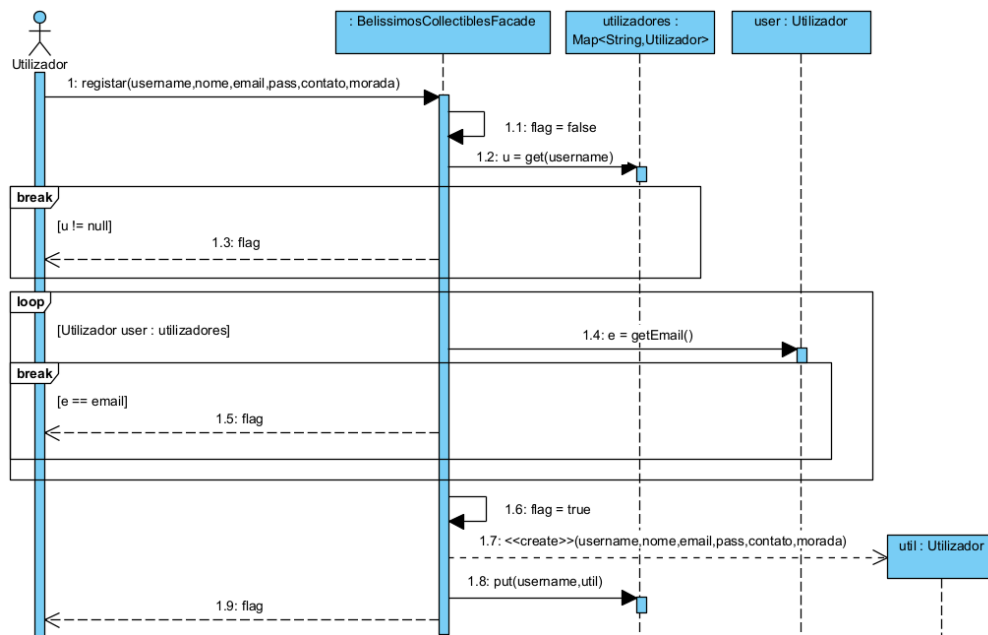 : BelissimosCollectiblesFacade
utilizadores :
Map<String,Utilizador>
user : Utilizador
Utilizador
1: registar(username,nome,email,pass,contato,morada)
1.1: flag = false
1.2: u = get(username)
break
[u != null]
1.3: flag
loop
[Utilizador user : utilizadores]
1.4: e = getEmail()
break
[e == email]
1.5: flag
1.6: flag = true
1.7: <<create>>(username,nome,email,pass,contato,morada)
util : Utilizador
1.8: put(username,util)
1.9: flag